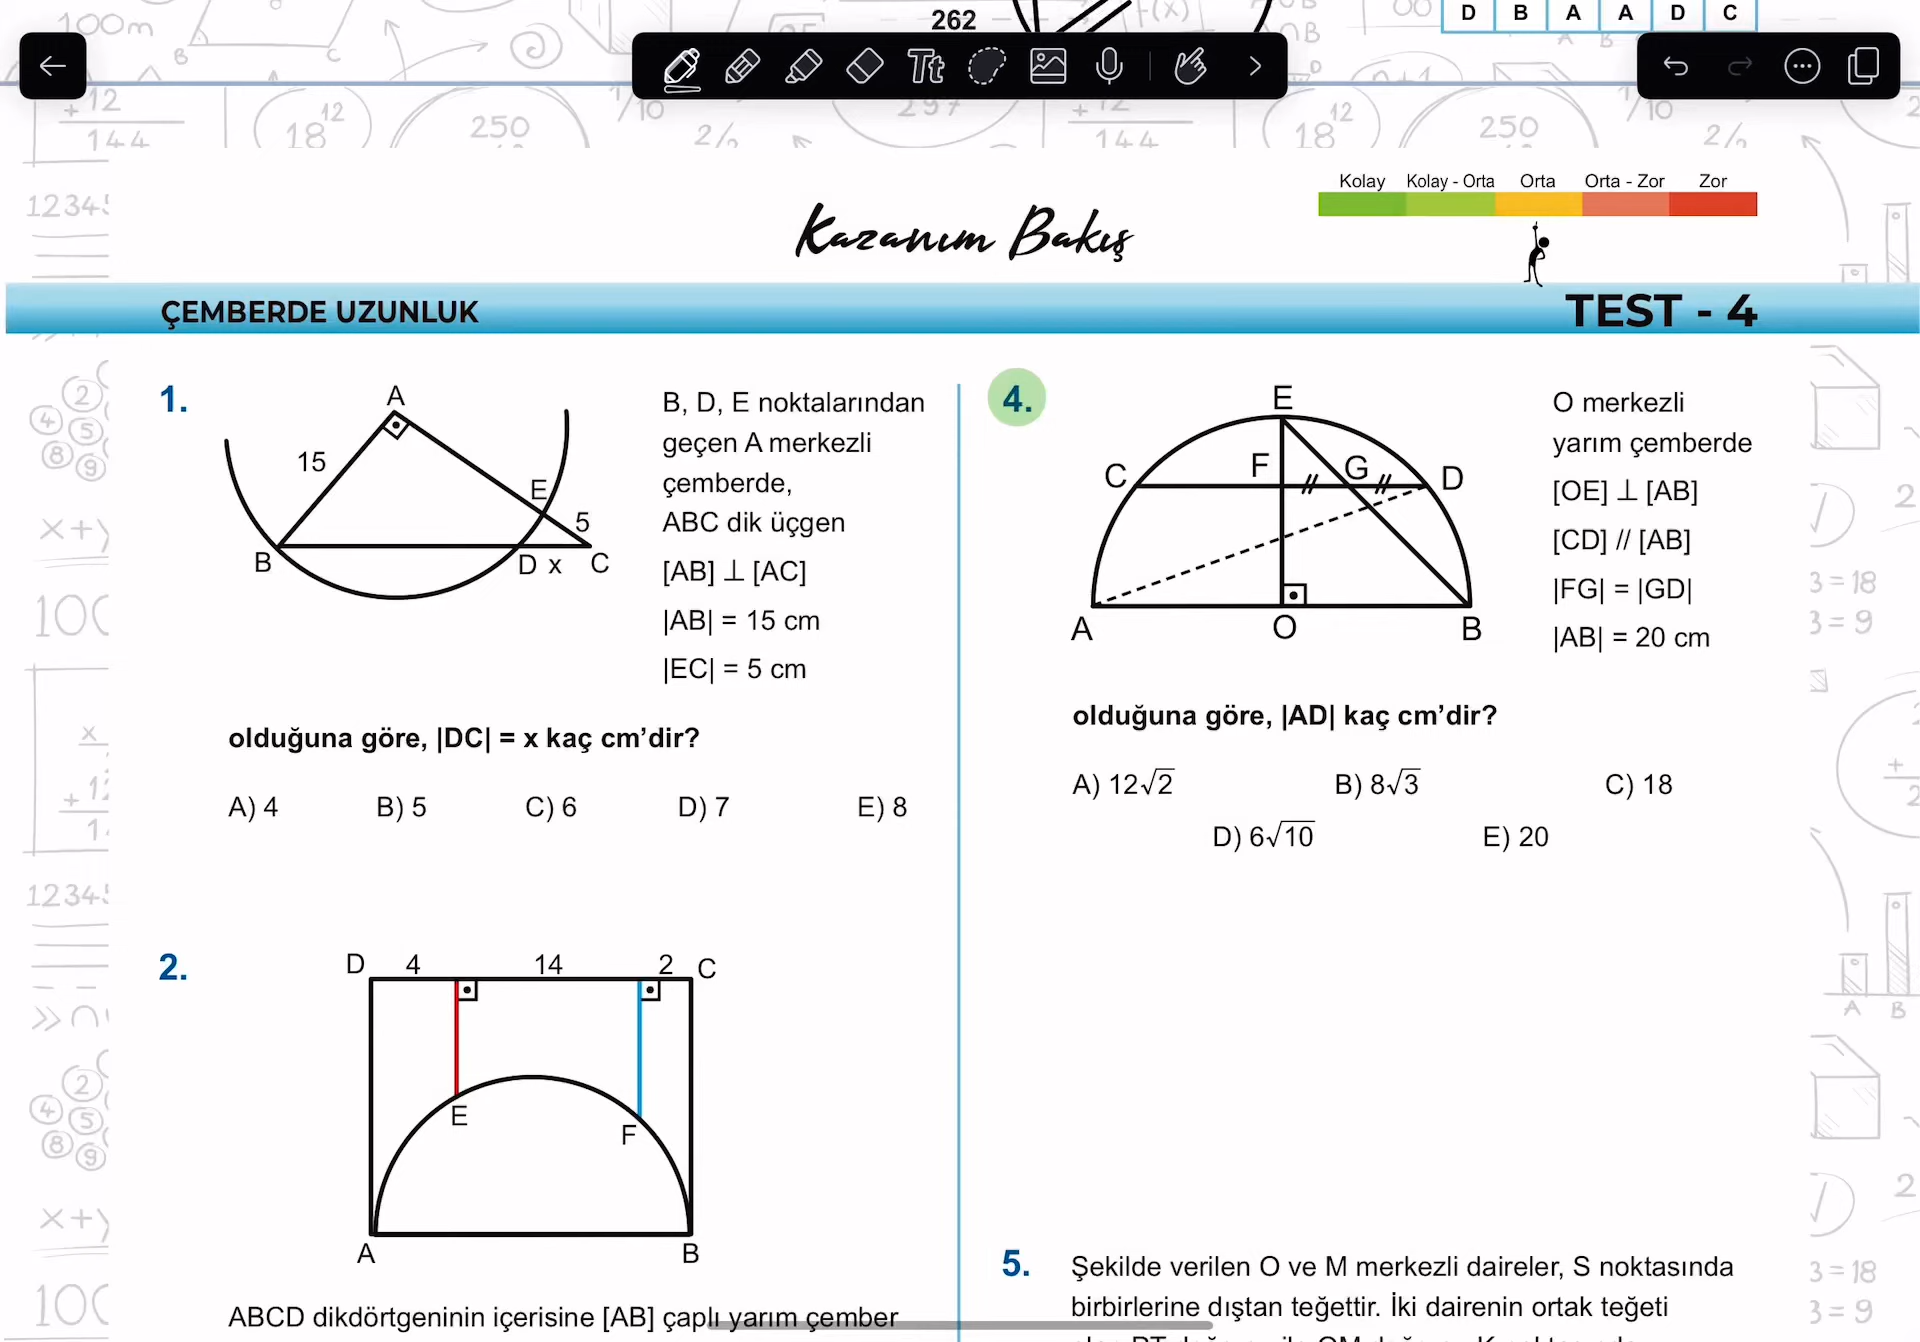 262
D B A A D C
Tt
Kolay Kolay - Orta Orta Orta - Zor Zor
Kazanım Bakış
ÇEMBERDE UZUNLUK
TEST - 4
1.
A
15
E
5
B
D x C
B, D, E noktalarından
geçen A merkezli
çemberde,
ABC dik üçgen
[AB] ⊥ [AC]
|AB| = 15 cm
|EC| = 5 cm
olduğuna göre, |DC| = x kaç cm'dir?
A) 4 B) 5 C) 6 D) 7 E) 8
2.
D 4 14 2 C
E
F
A B
ABCD dikdörtgeninin içerisine [AB] çaplı yarım çember
4.
E
C F G D
A O B
O merkezli
yarım çemberde
[OE] ⊥ [AB]
[CD] // [AB]
|FG| = |GD|
|AB| = 20 cm
olduğuna göre, |AD| kaç cm'dir?
A) 12√2 B) 8√3 C) 18
D) 6√10 E) 20
5.
Şekilde verilen O ve M merkezli daireler, S noktasında
birbirlerine dıştan teğettir. İki dairenin ortak teğeti